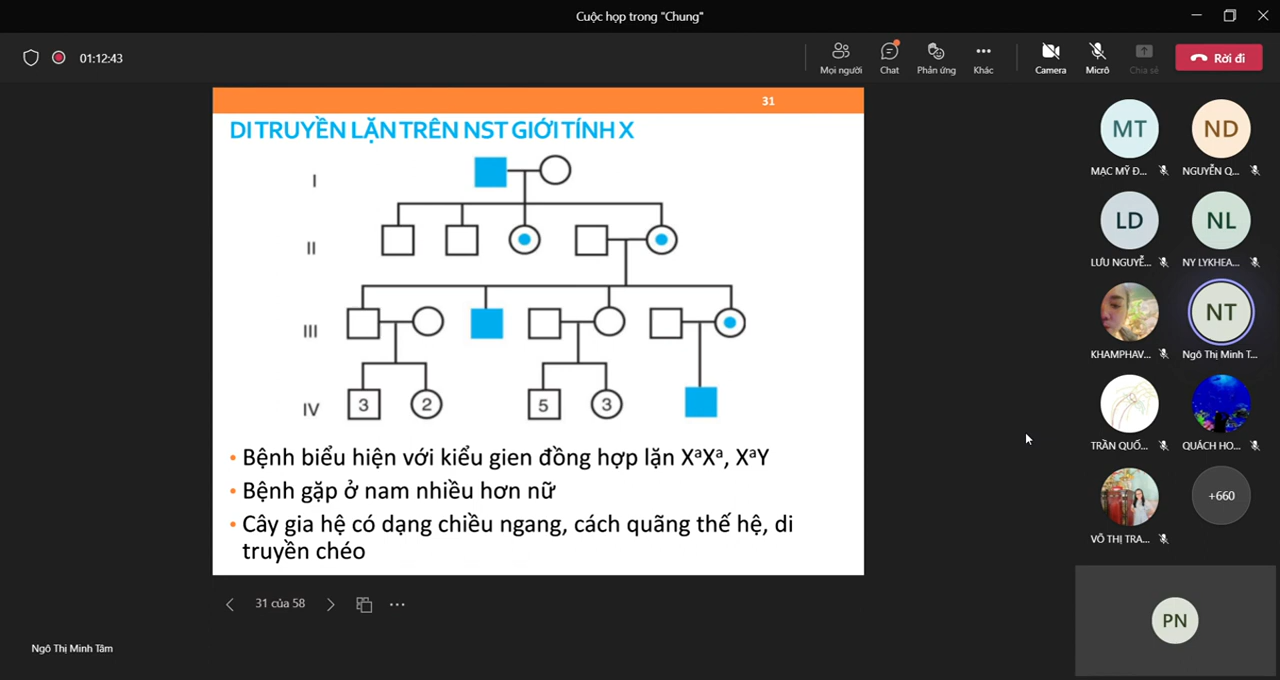 Cuộc họp trong "Chung"
01:12:43
Mọi người
Chat
Phản ứng
Khác
Camera
Micrô
Chia sẻ
Rời đi
31
DI TRUYỀN LẶN TRÊN NST GIỚI TÍNH X
I
II
III
IV
3
2
5
3
• Bệnh biểu hiện với kiểu gien đồng hợp lặn XᵃXᵃ, XᵃY
• Bệnh gặp ở nam nhiều hơn nữ
• Cây gia hệ có dạng chiều ngang, cách quãng thế hệ, di
truyền chéo
31 của 58
Ngô Thị Minh Tâm
MT
ND
MẠC MỸ Đ...
NGUYỄN Q...
LD
NL
LƯU NGUYỄ...
NY LYKHEA...
NT
KHAMPHAV...
Ngô Thị Minh T...
TRẦN QUỐ...
QUÁCH HO...
+660
VÕ THỊ TRA...
PN